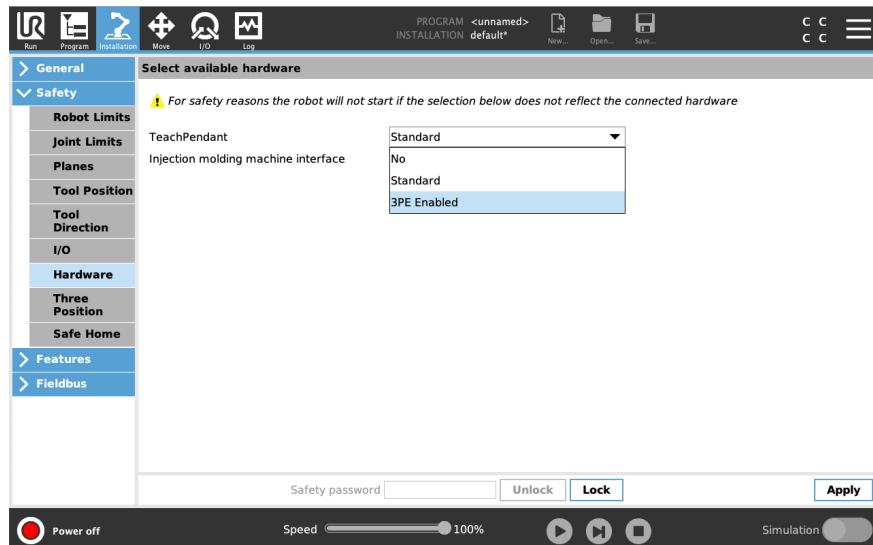 UR
PROGRAM <unnamed>
INSTALLATION default*
C C
C C
Run Program Installation Move I/O Log New... Open... Save...
General
Select available hardware
Safety
For safety reasons the robot will not start if the selection below does not reflect the connected hardware
Robot Limits
Joint Limits
Planes
Tool Position
Tool
Direction
I/O
Hardware
Three
Position
Safe Home
Features
Fieldbus
TeachPendant Standard
Injection molding machine interface
No
Standard
3PE Enabled
Safety password Unlock Lock Apply
Power off Speed 100% Simulation